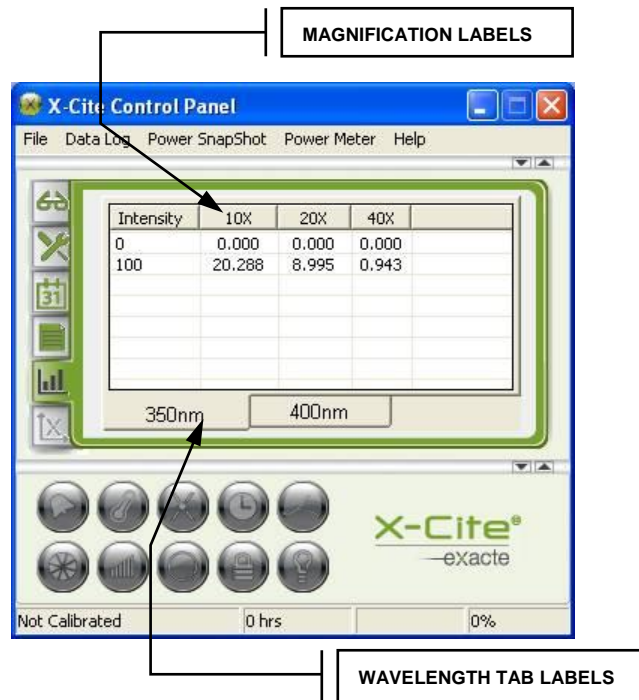 MAGNIFICATION LABELS
X-Cite Control Panel
File Data Log Power SnapShot Power Meter Help
Intensity 10X 20X 40X
0 0.000 0.000 0.000
100 20.288 8.995 0.943
31
X
350nm 400nm
X-Cite®
exacte
Not Calibrated 0 hrs 0%
WAVELENGTH TAB LABELS